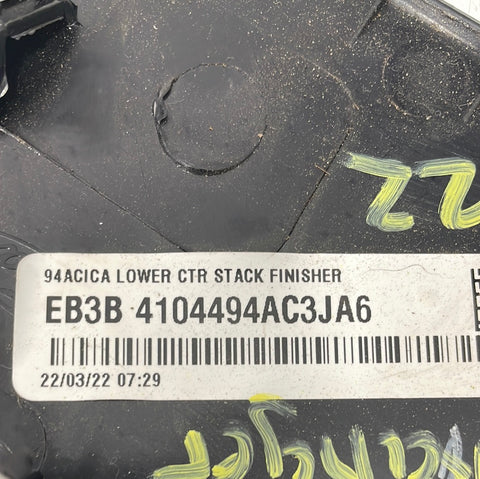 22
94ACICA LOWER CTR STACK FINISHER
EB3B 4104494AC3JA6
22/03/22 07:29